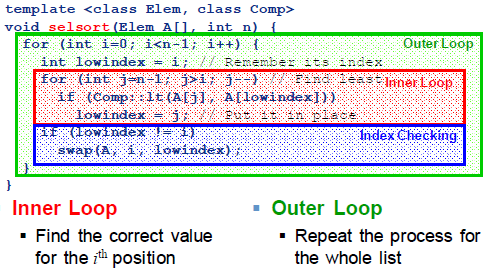 template <class Elem, class Comp>
void selsort(Elem A[], int n) {
for (int i=0; i<n-1; i++) {
Outer Loop
int lowindex = i; // Remember its index
for (int j=n-1; j>i; j--) // Find least
Inner Loop
if (Comp::lt(A[j], A[lowindex]))
lowindex = j; // Put it in place
if (lowindex != i)
Index Checking
swap(A, i, lowindex);
}
}
Inner Loop
▪ Find the correct value
for the ith position
▪ Outer Loop
▪ Repeat the process for
the whole list